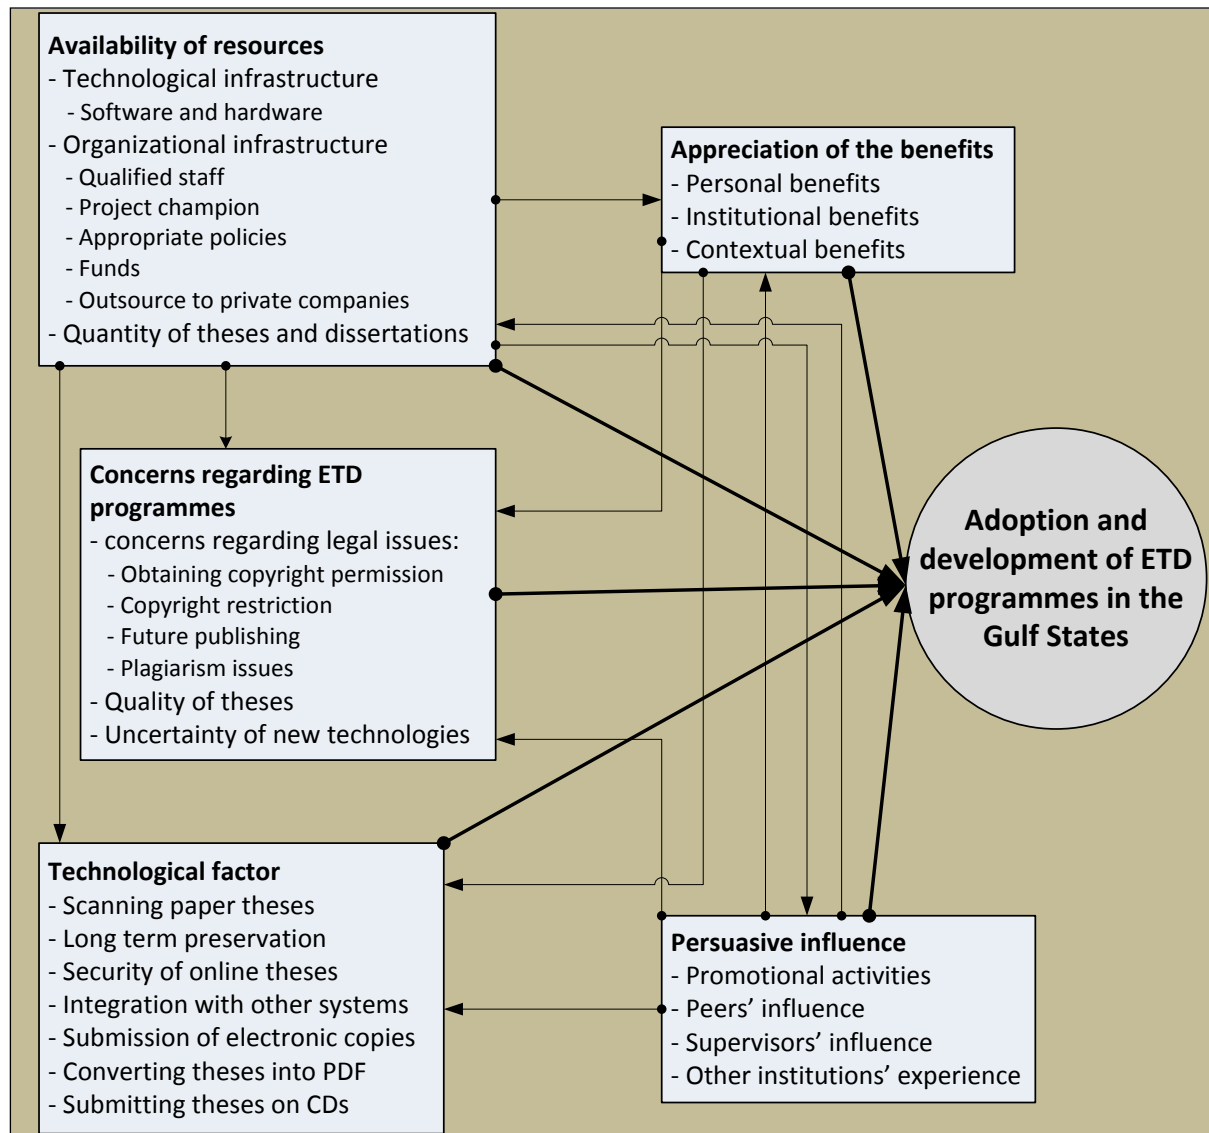 Availability of resources
- Technological infrastructure
- Software and hardware
- Organizational infrastructure
- Qualified staff
- Project champion
- Appropriate policies
- Funds
- Outsource to private companies
- Quantity of theses and dissertations
Appreciation of the benefits
- Personal benefits
- Institutional benefits
- Contextual benefits
Concerns regarding ETD
programmes
- concerns regarding legal issues:
- Obtaining copyright permission
- Copyright restriction
- Future publishing
- Plagiarism issues
- Quality of theses
- Uncertainty of new technologies
Adoption and
development of ETD
programmes in the
Gulf States
Technological factor
- Scanning paper theses
- Long term preservation
- Security of online theses
- Integration with other systems
- Submission of electronic copies
- Converting theses into PDF
- Submitting theses on CDs
Persuasive influence
- Promotional activities
- Peers’ influence
- Supervisors’ influence
- Other institutions’ experience